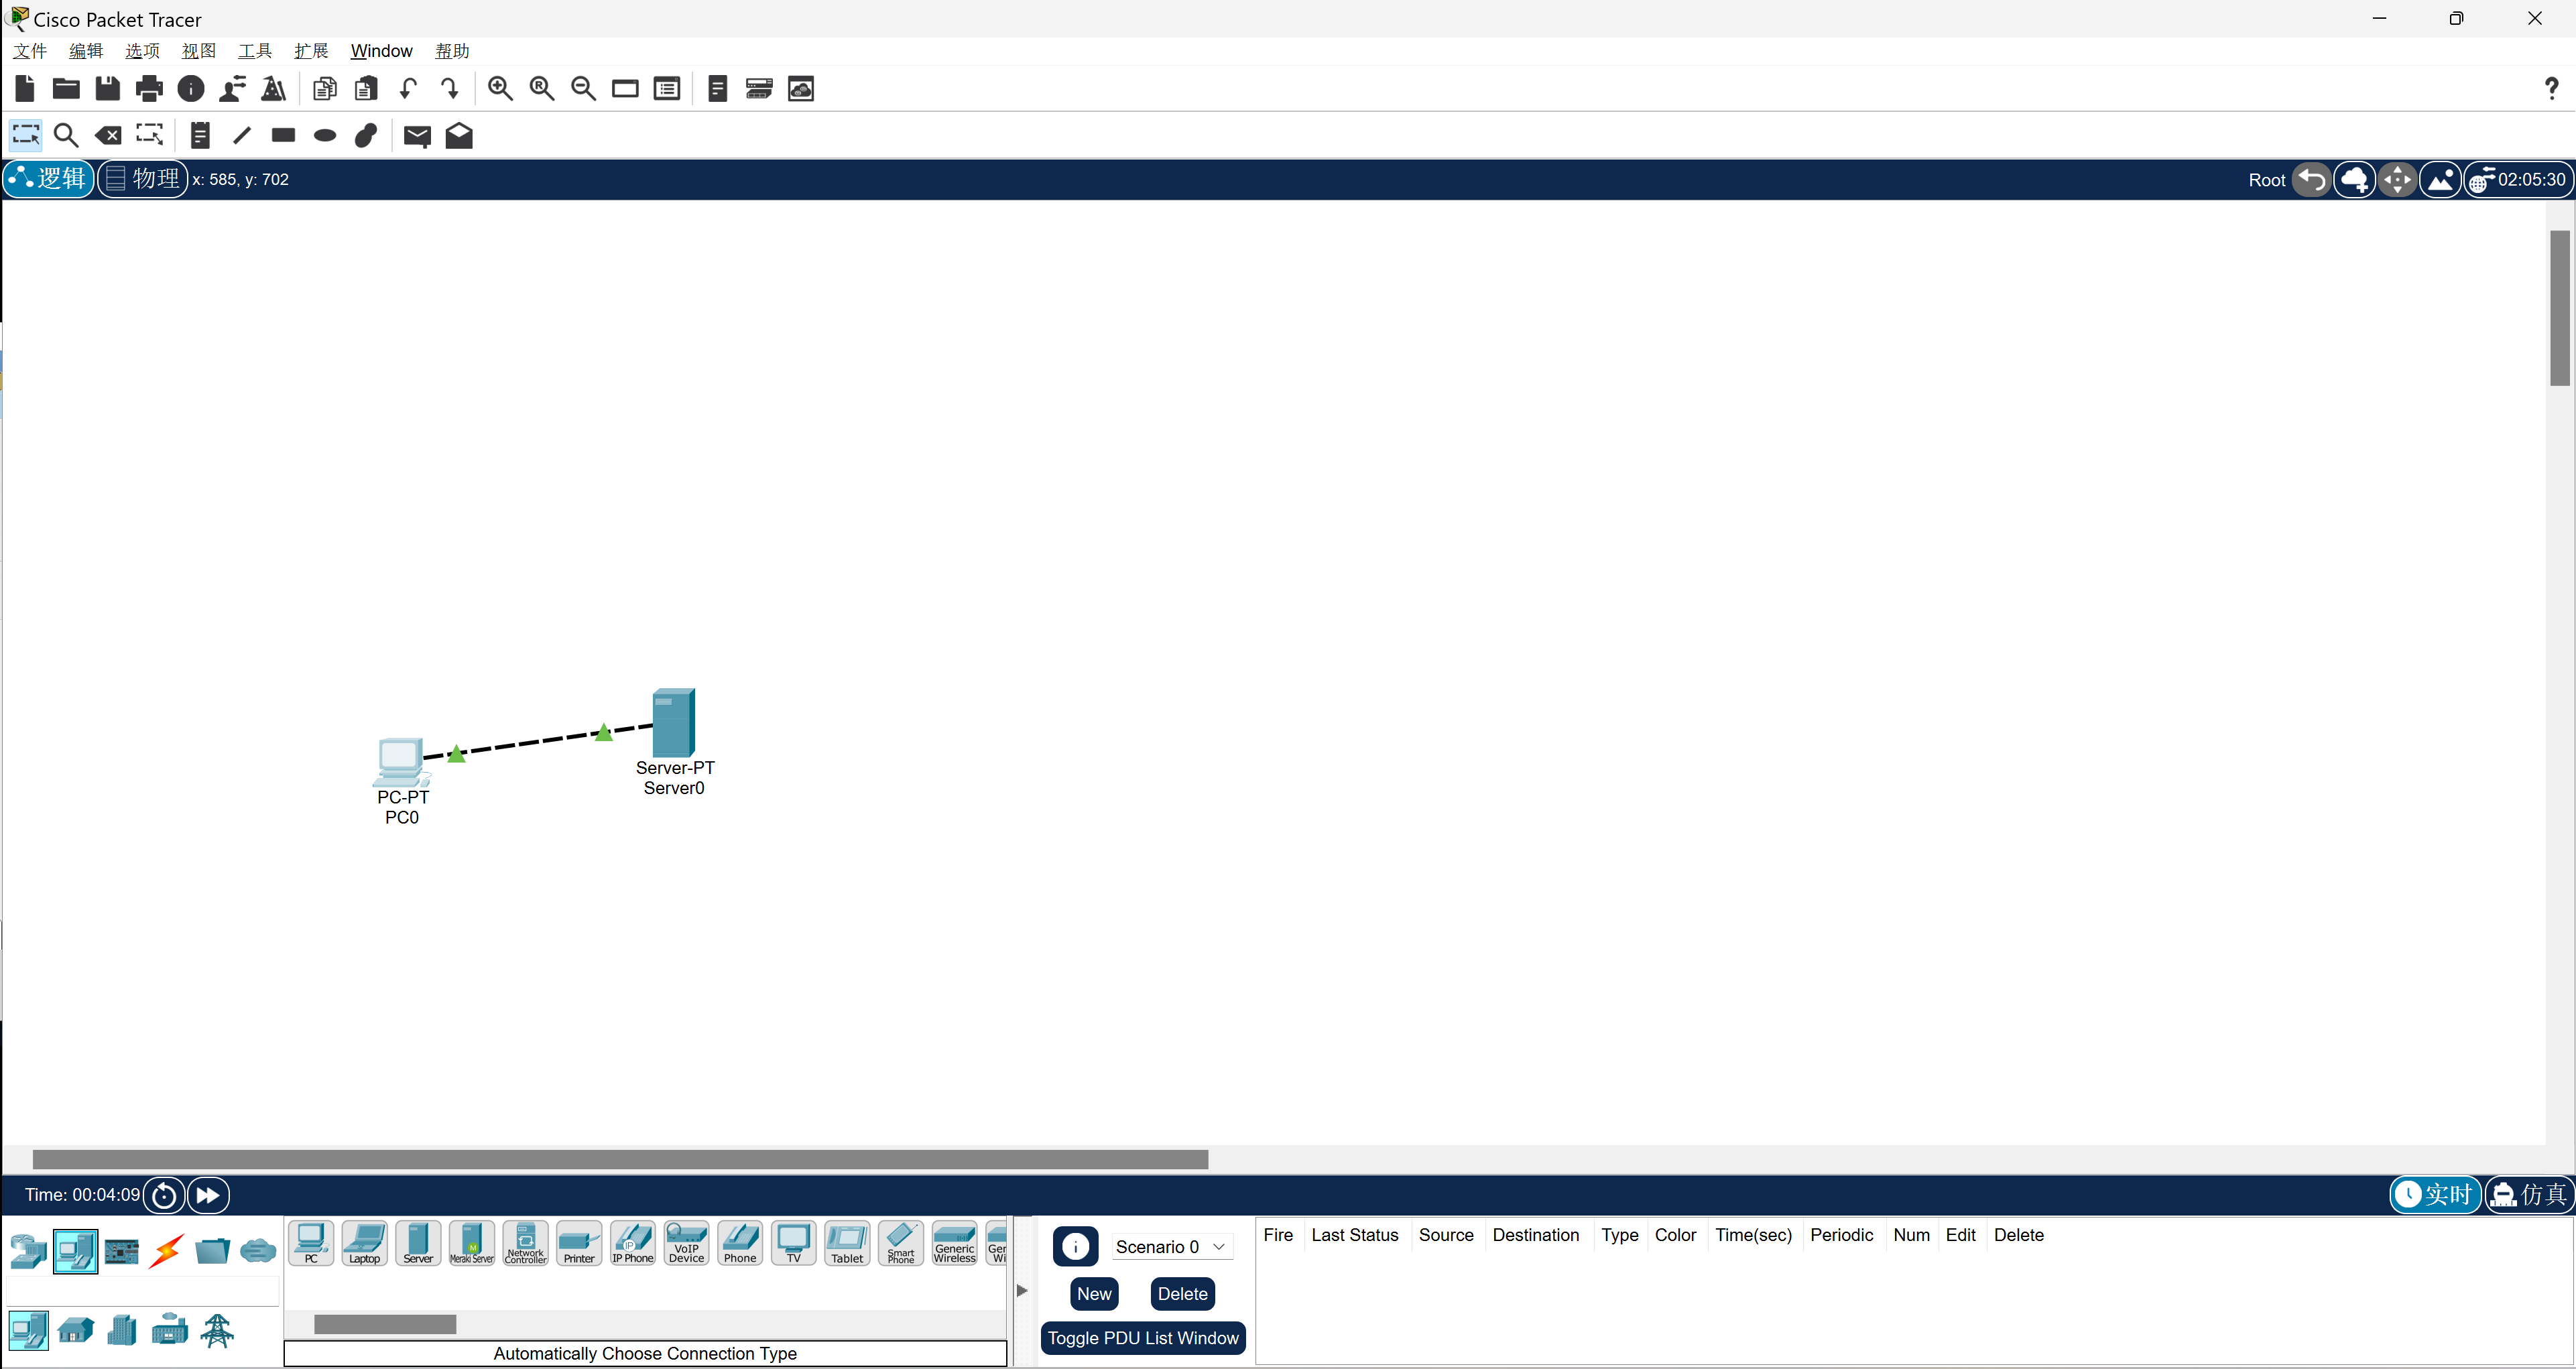 Cisco Packet Tracer
文件 编辑 选项 视图 工具 扩展 Window 帮助
逻辑 物理 x: 585, y: 702 Root 02:05:30
Server-PT
Server0
PC-PT
PC0
Time: 00:04:09 实时 仿真
PC Laptop Server Meraki Server Network Controller Printer IP Phone VoIP Device Phone TV Tablet Smart Phone Generic Wireless Ger Wi
Scenario 0
New Delete
Toggle PDU List Window
Fire Last Status Source Destination Type Color Time(sec) Periodic Num Edit Delete
Automatically Choose Connection Type